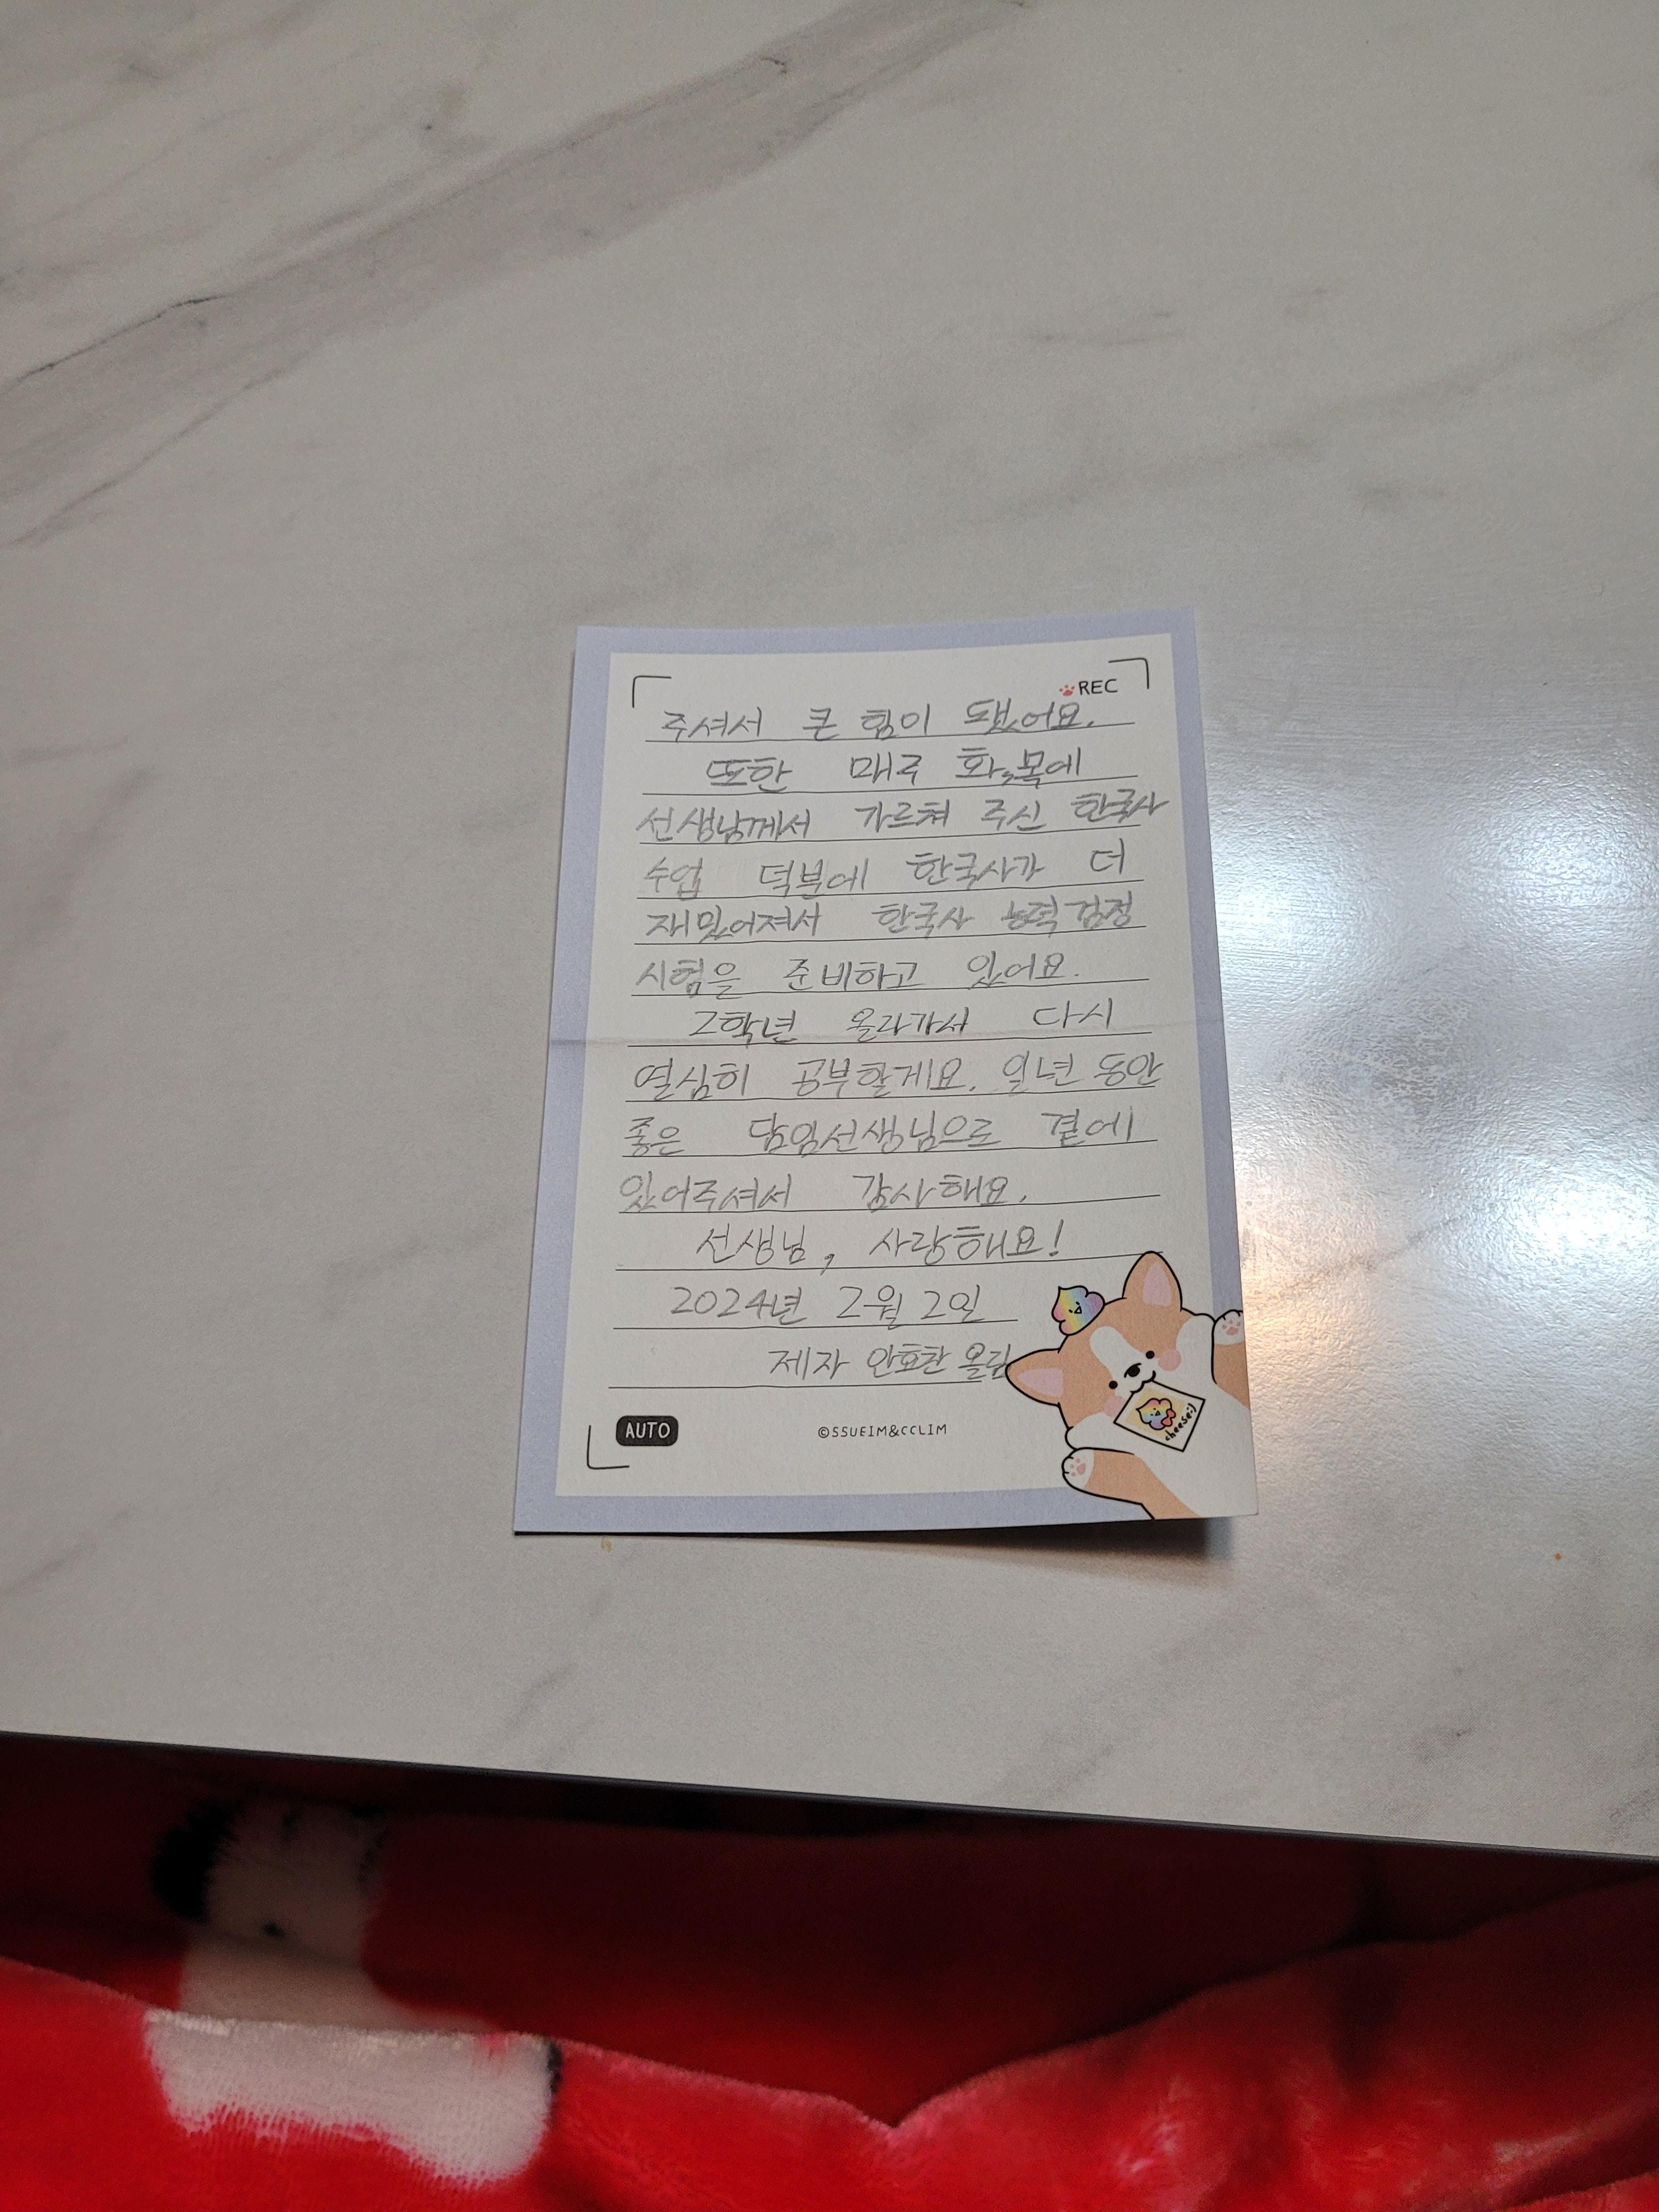 REC
주셔서 큰 힘이 됐어요.
또한 매주 화,목에
선생님께서 가르쳐 주신 한국사
수업 덕분에 한국사가 더
재밌어져서 한국사 능력 검정
시험을 준비하고 있어요.
2학년 올라가서 다시
열심히 공부할게요. 일년 동안
좋은 담임선생님으로 곁에
있어주셔서 감사해요.
선생님, 사랑해요!
2024년 2월 2일
제자 안효찬 올림
cheese:)
AUTO
©SSUEIM&CCLIM